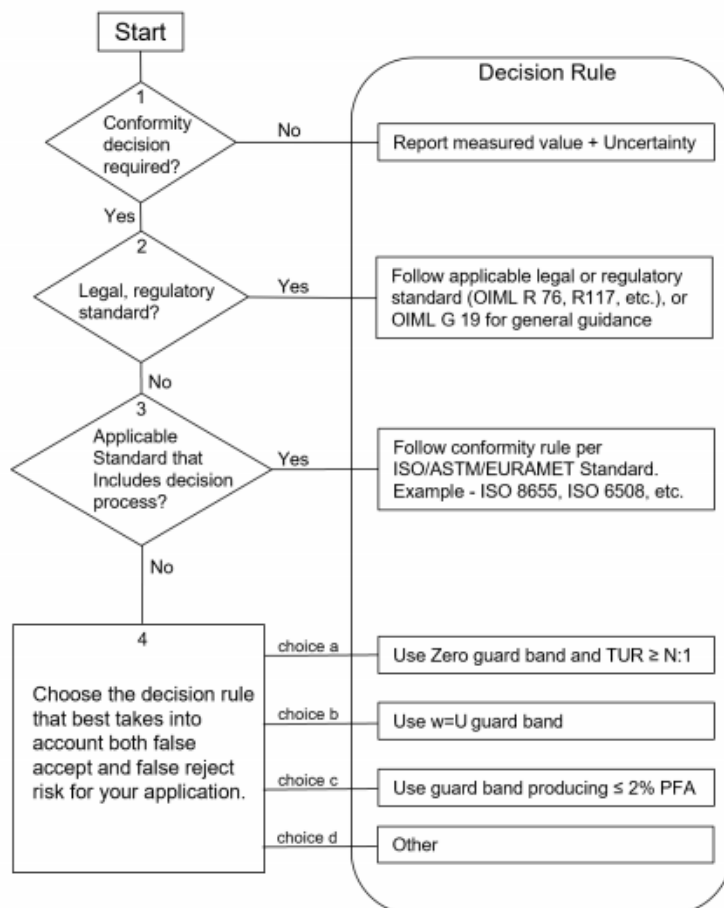 Start
Decision Rule
1
Conformity
decision
required?
No
Report measured value + Uncertainty
Yes
2
Legal, regulatory
standard?
Yes
Follow applicable legal or regulatory
standard (OIML R 76, R117, etc.), or
OIML G 19 for general guidance
No
3
Applicable
Standard that
Includes decision
process?
Yes
Follow conformity rule per
ISO/ASTM/EURAMET Standard.
Example - ISO 8655, ISO 6508, etc.
No
4
Choose the decision rule
that best takes into
account both false
accept and false reject
risk for your application.
choice a
Use Zero guard band and TUR ≥ N:1
choice b
Use w=U guard band
choice c
Use guard band producing ≤ 2% PFA
choice d
Other